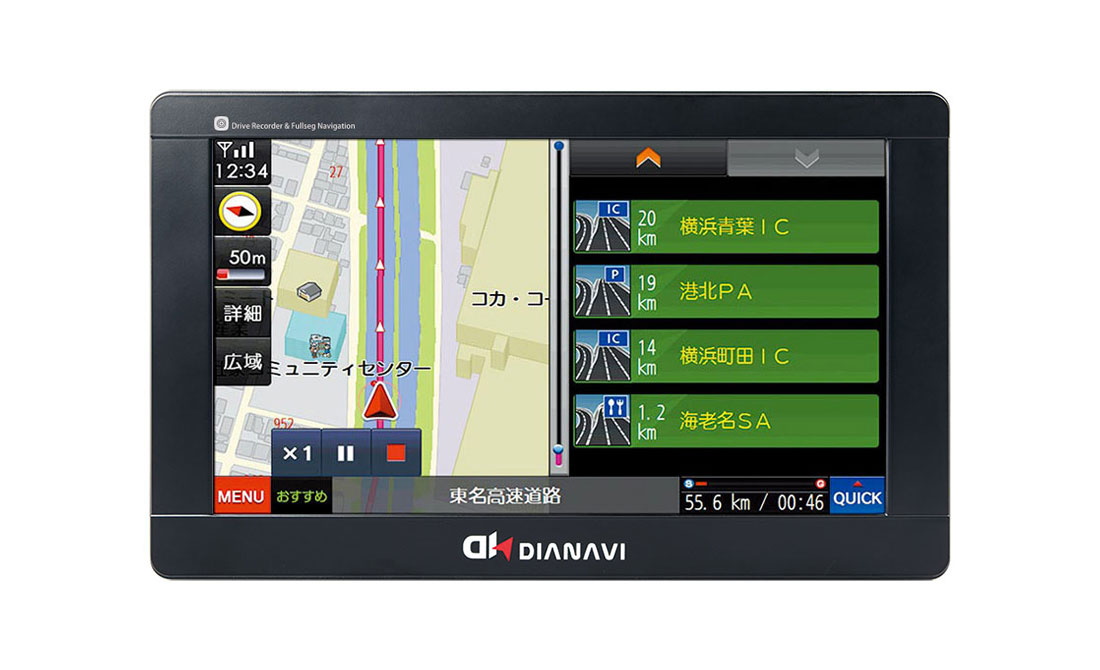 Drive Recorder & Fullseg Navigation
12:34
27
50m
詳細
広域
コカ・コー
ミュニティセンター
952
×1
MENU
おすすめ
東名高速道路
IC
20
km
横浜青葉IC
P
19
km
港北PA
IC
14
km
横浜町田IC
1.2
km
海老名SA
S
G
55.6 km / 00:46
QUICK
DIANAVI